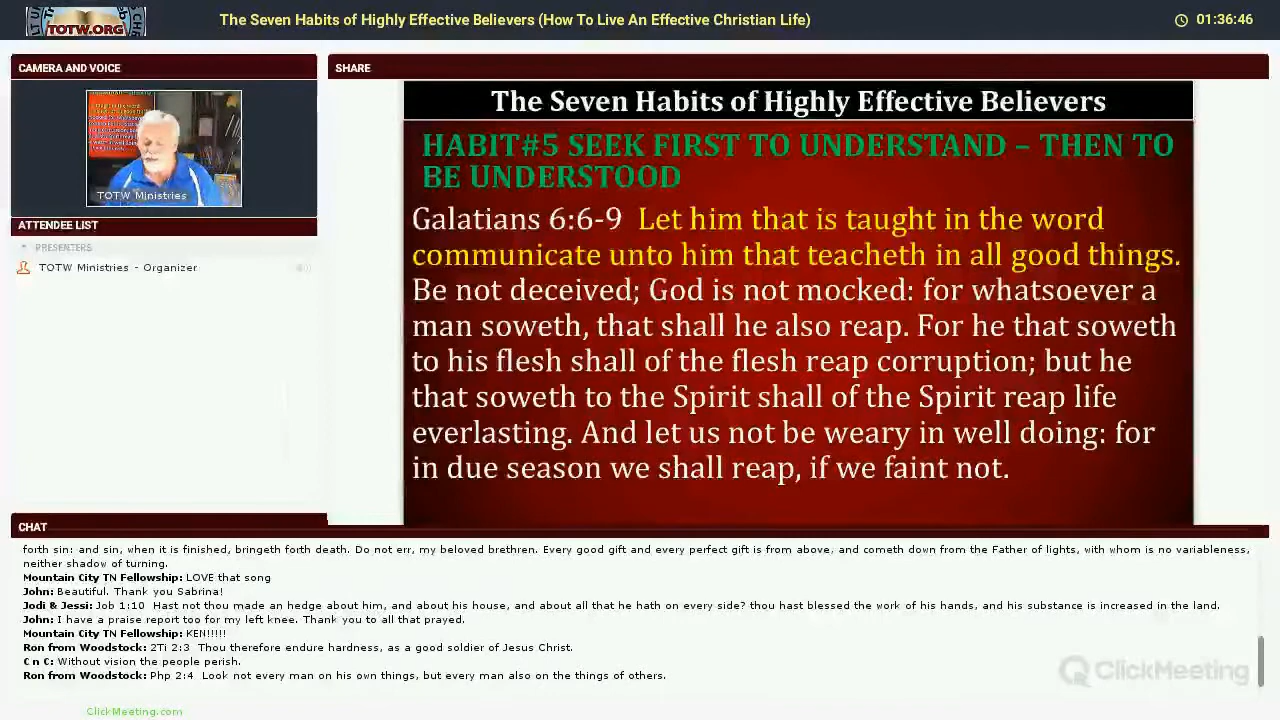 TOTW.ORG
The Seven Habits of Highly Effective Believers (How To Live An Effective Christian Life)
01:36:46
CAMERA AND VOICE
TOTW Ministries
ATTENDEE LIST
PRESENTERS
TOTW Ministries - Organizer
SHARE
The Seven Habits of Highly Effective Believers
HABIT#5 SEEK FIRST TO UNDERSTAND – THEN TO
BE UNDERSTOOD
Galatians 6:6-9 Let him that is taught in the word
communicate unto him that teacheth in all good things.
Be not deceived; God is not mocked: for whatsoever a
man soweth, that shall he also reap. For he that soweth
to his flesh shall of the flesh reap corruption; but he
that soweth to the Spirit shall of the Spirit reap life
everlasting. And let us not be weary in well doing: for
in due season we shall reap, if we faint not.
CHAT
forth sin: and sin, when it is finished, bringeth forth death. Do not err, my beloved brethren. Every good gift and every perfect gift is from above, and cometh down from the Father of lights, with whom is no variableness,
neither shadow of turning.
Mountain City TN Fellowship: LOVE that song
John: Beautiful. Thank you Sabrina!
Jodi & Jessi: Job 1:10 Hast not thou made an hedge about him, and about his house, and about all that he hath on every side? thou hast blessed the work of his hands, and his substance is increased in the land.
John: I have a praise report too for my left knee. Thank you to all that prayed.
Mountain City TN Fellowship: KEN!!!!!
Ron from Woodstock: 2Ti 2:3 Thou therefore endure hardness, as a good soldier of Jesus Christ.
C n C: Without vision the people perish.
Ron from Woodstock: Php 2:4 Look not every man on his own things, but every man also on the things of others.
ClickMeeting
ClickMeeting.com